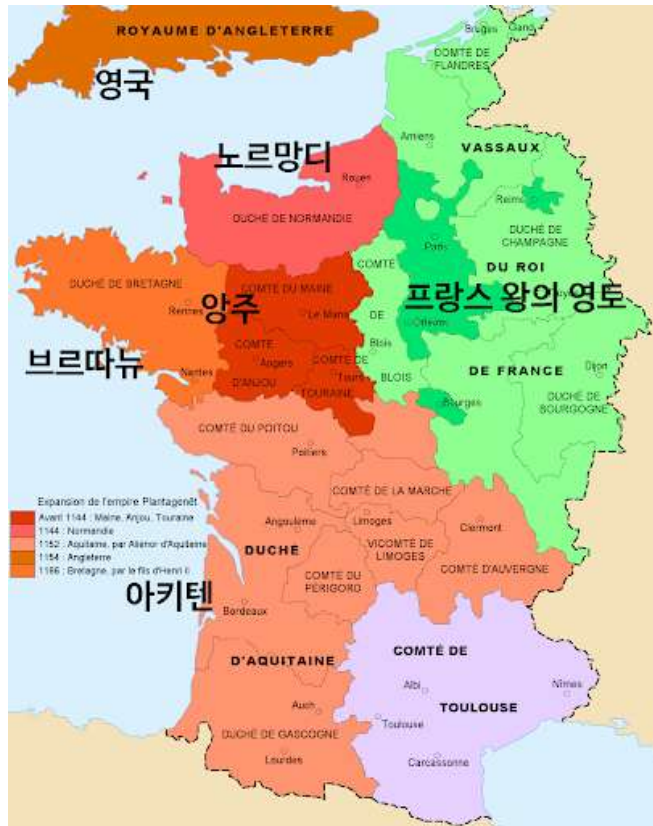 ROYAUME D'ANGLETERRE
영국
Bruges
Gand
COMTÉ DE
FLANDRES
노르망디
Amiens
VASSAUX
Rouen
Reims
DUCHÉ DE NORMANDIE
DUCHÉ DE
CHAMPAGNE
Paris
COMTÉ
DU ROI
DUCHÉ DE BRETAGNE
COMTÉ DU MAINE
앙주
프랑스 왕의 영토
Rennes
Le Mans
Orléans
DE
Blois
브르따뉴
COMTÉ
Angers
COMTÉ DE
Nantes
D'ANJOU
Tours
BLOIS
DE FRANCE
Dijon
TOURAINE
Bourges
DUCHÉ DE
BOURGOGNE
COMTÉ DU POITOU
Poitiers
COMTÉ DE LA MARCHE
Expansion de l'empire Plantagenêt
Avant 1144 : Maine, Anjou, Touraine
1144 : Normandie
1152 : Aquitaine, par Aliénor d'Aquitaine
1154 : Angleterre
1166 : Bretagne, par le fils d'Henri II
Angoulème
Limoges
Clermont
DUCHÉ
VICOMTÉ DE
LIMOGES
COMTÉ D'AUVERGNE
COMTÉ DU
PÉRIGORD
아키텐
Bordeaux
COMTÉ DE
D'AQUITAINE
Albi
Nîmes
TOULOUSE
Auch
Toulouse
DUCHÉ DE GASCOGNE
Lourdes
Carcassonne